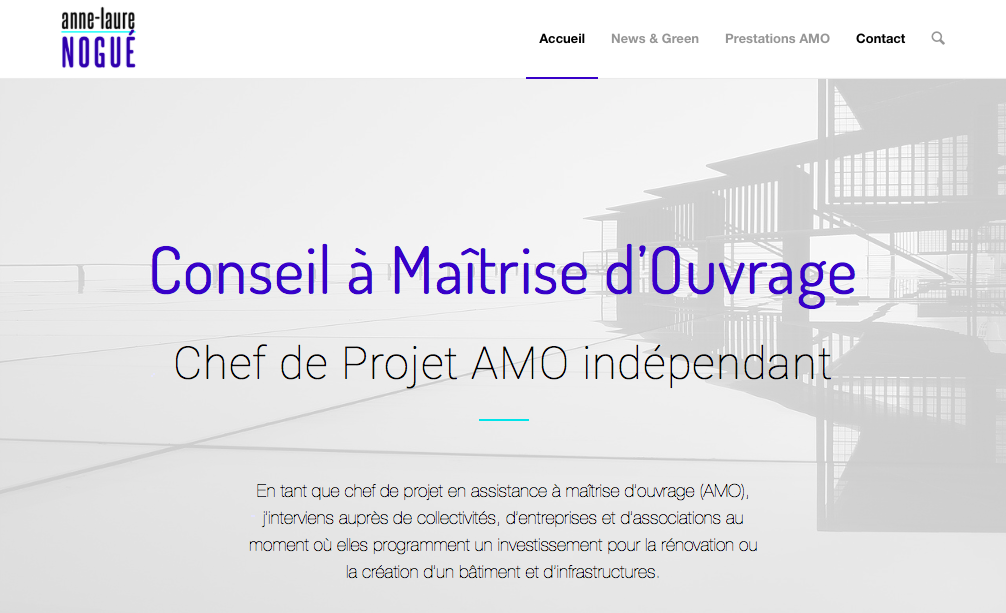 anne-laure
NOGUÉ
Accueil News & Green Prestations AMO Contact
Conseil à Maîtrise d'Ouvrage
Chef de Projet AMO indépendant
En tant que chef de projet en assistance à maîtrise d'ouvrage (AMO),
j'interviens auprès de collectivités, d'entreprises et d'associations au
moment où elles programment un investissement pour la rénovation ou
la création d'un bâtiment et d'infrastructures.